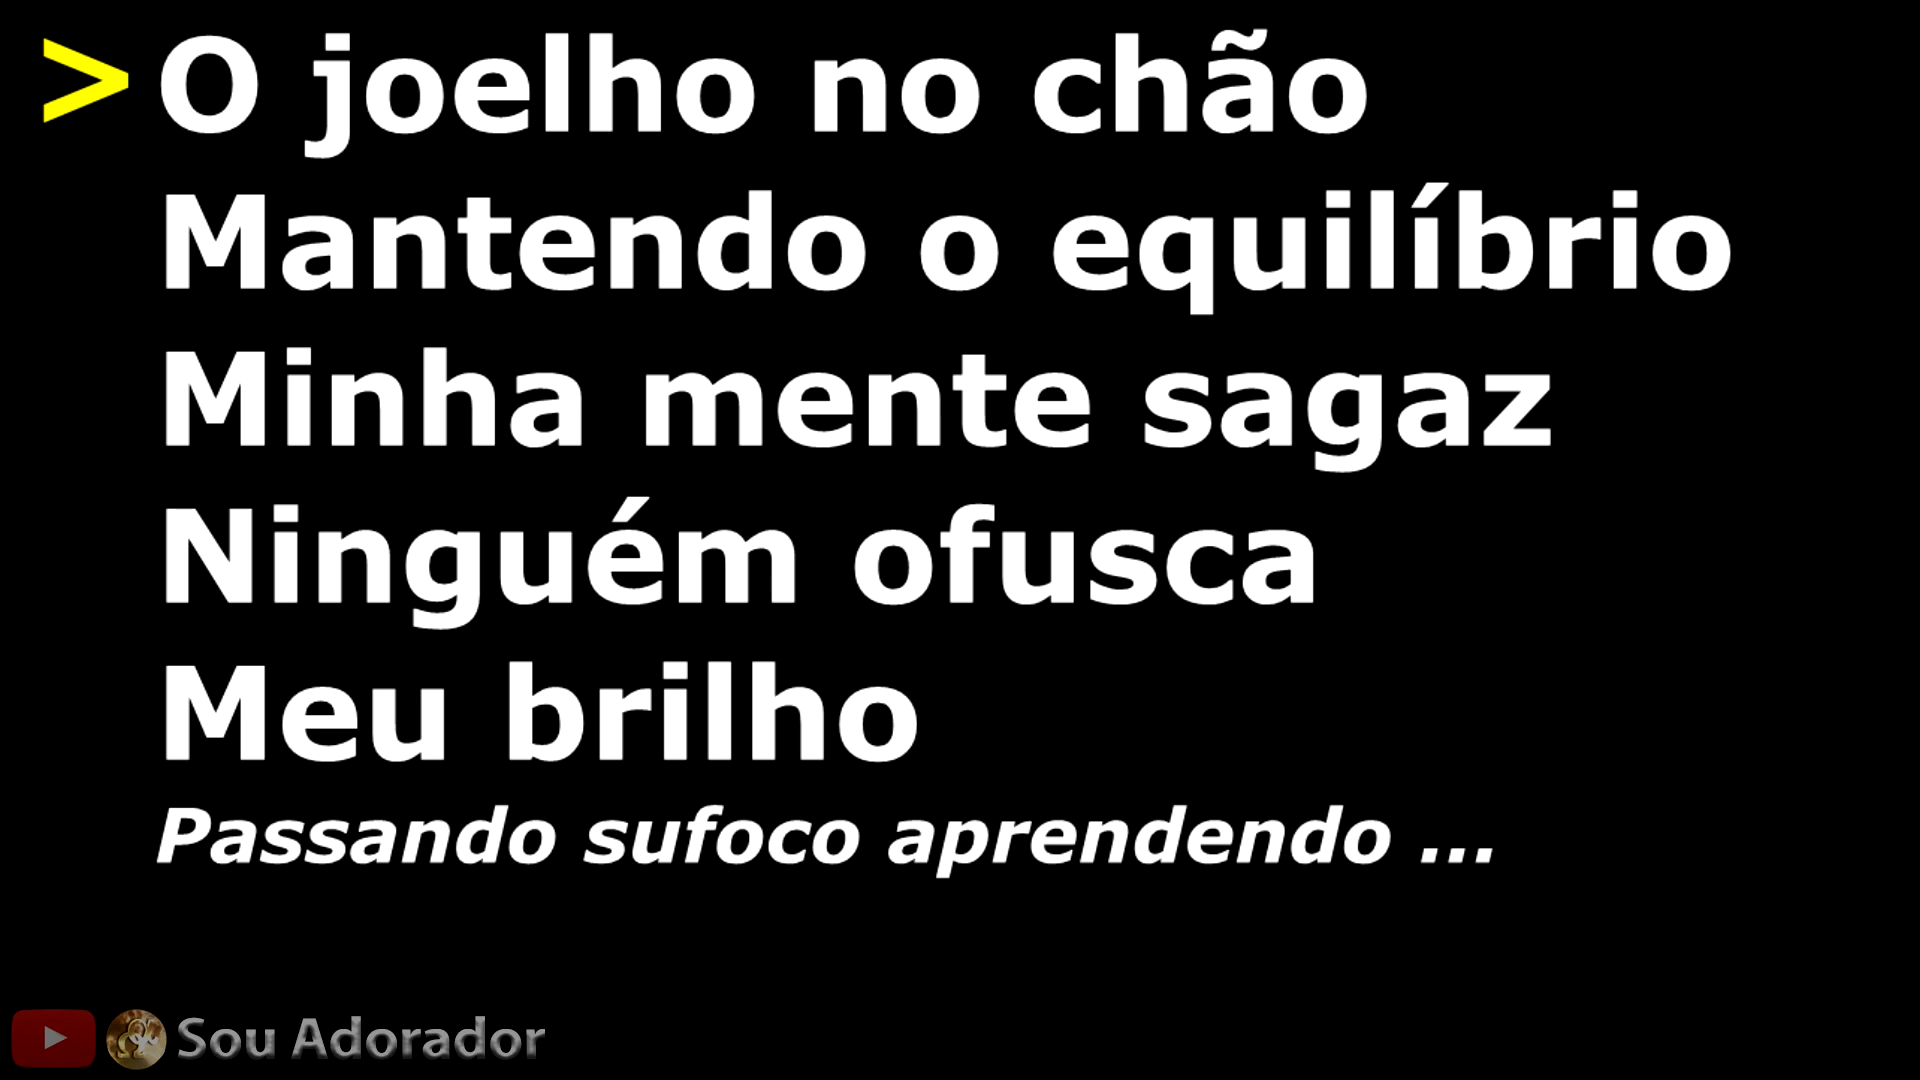 > O joelho no chão
Mantendo o equilíbrio
Minha mente sagaz
Ninguém ofusca
Meu brilho
Passando sufoco aprendendo ...
Sou Adorador